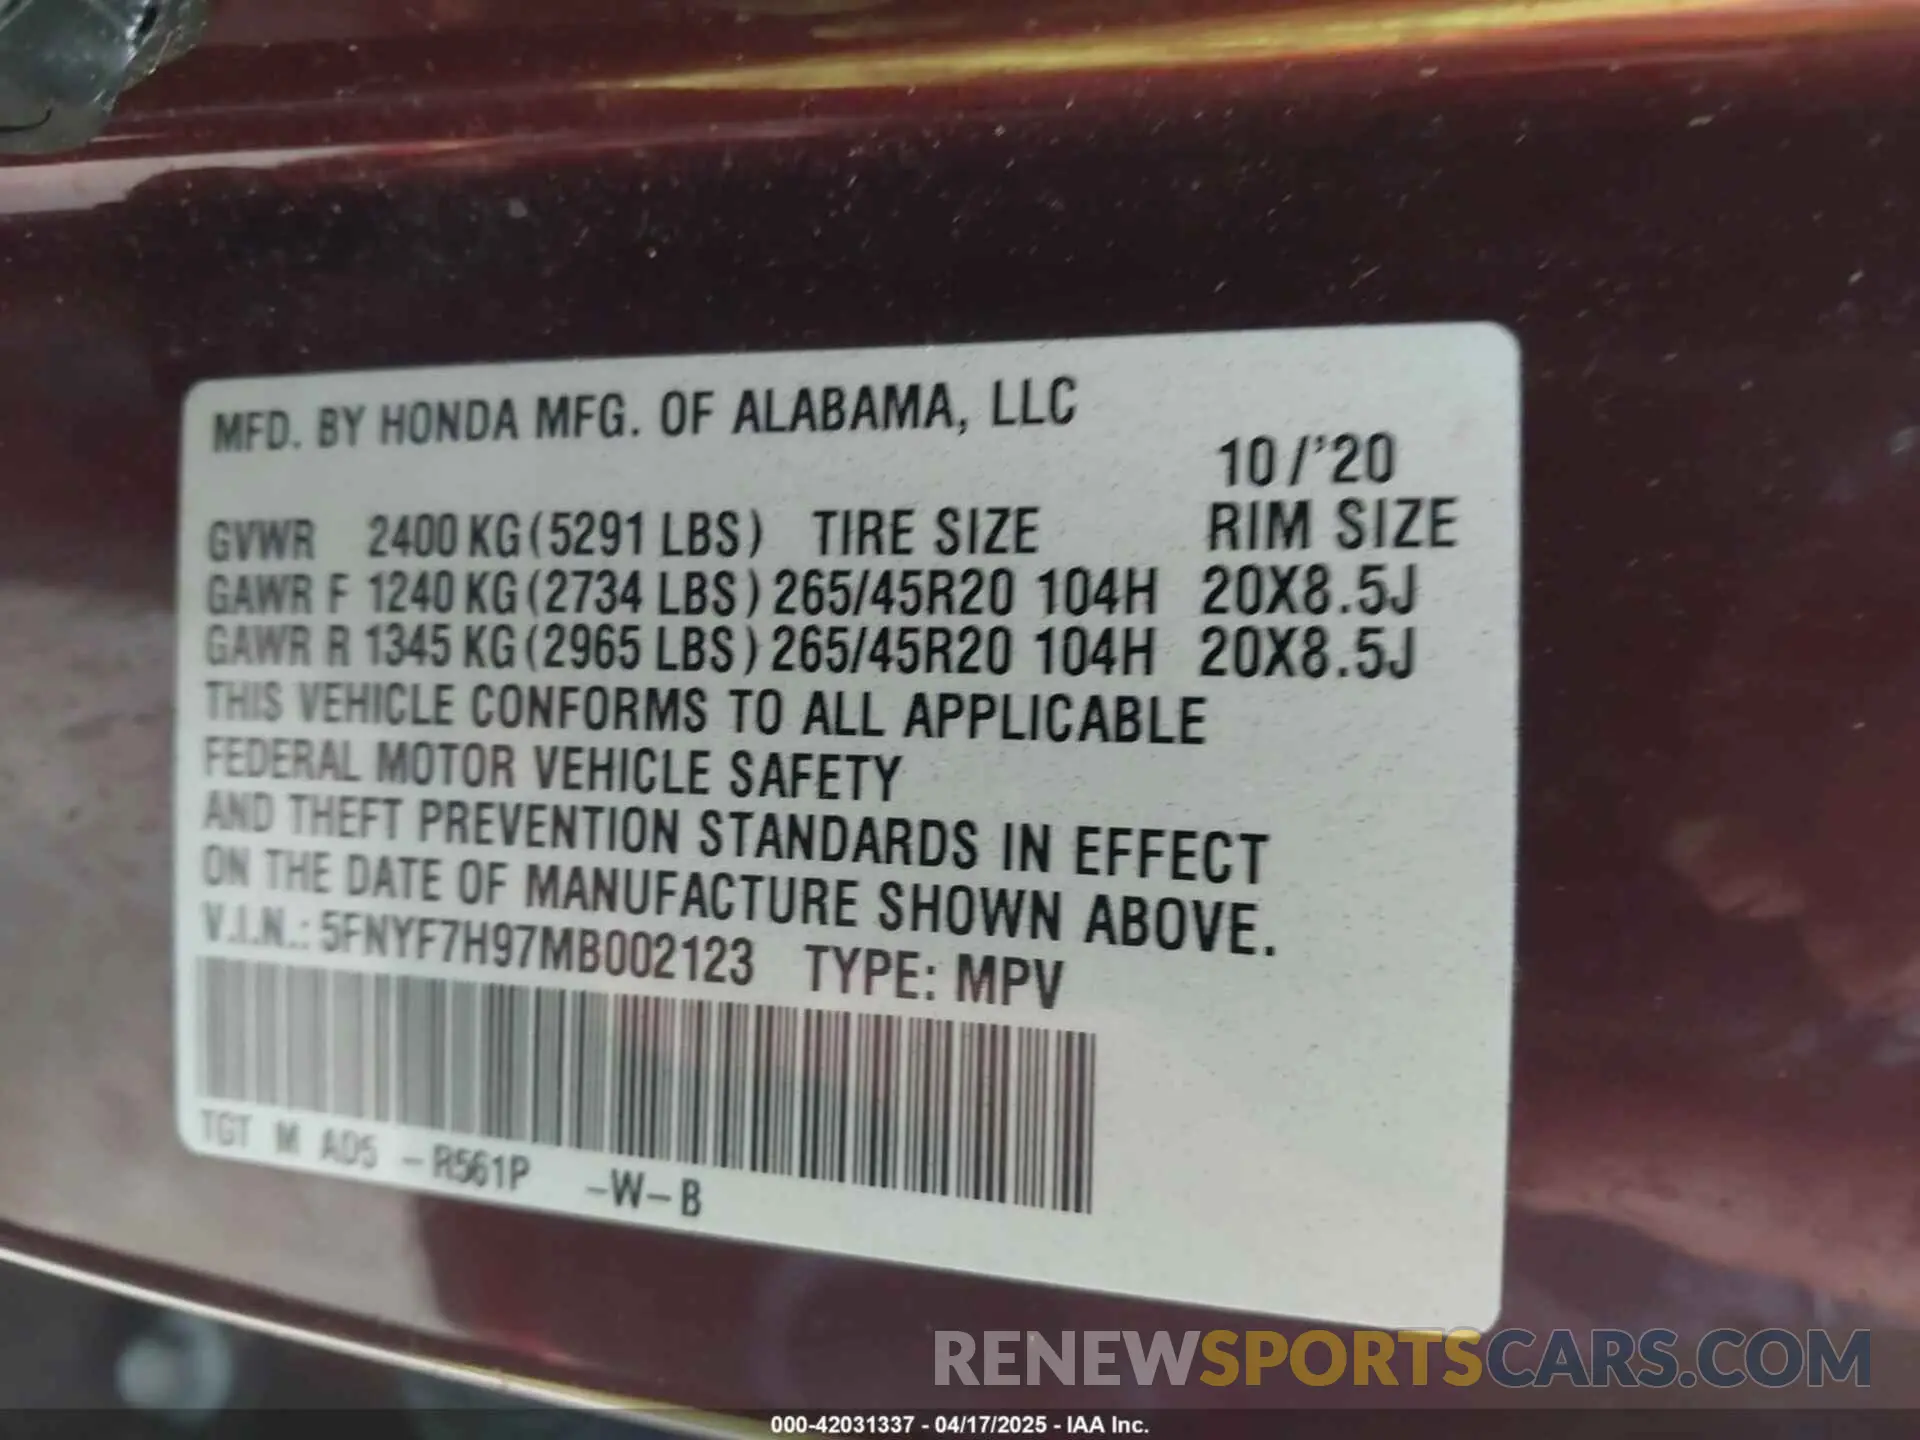 MFD. BY HONDA MFG. OF ALABAMA, LLC
10/'20
GVWR 2400 KG (5291 LBS) TIRE SIZE RIM SIZE
GAWR F 1240 KG (2734 LBS) 265/45R20 104H 20X8.5J
GAWR R 1345 KG (2965 LBS) 265/45R20 104H 20X8.5J
THIS VEHICLE CONFORMS TO ALL APPLICABLE
FEDERAL MOTOR VEHICLE SAFETY
AND THEFT PREVENTION STANDARDS IN EFFECT
ON THE DATE OF MANUFACTURE SHOWN ABOVE.
V.I.N.: 5FNYF7H97MB002123 TYPE: MPV
TGT M AD5 -R561P -W-B
RENEWSPORTSCARS.COM
000-42031337 - 04/17/2025 - IAA Inc.